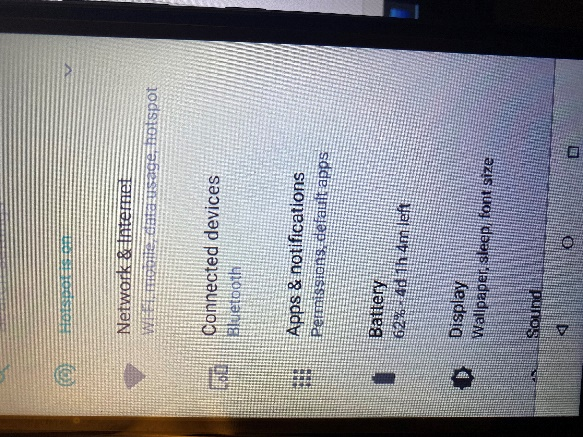 Hotspot is on
Network & Internet
Wi-Fi, mobile, data usage, hotspot
Connected devices
Bluetooth
Apps & notifications
Permissions, default apps
Battery
62% - 4d 1h 4m left
Display
Wallpaper, sleep, font size
Sound